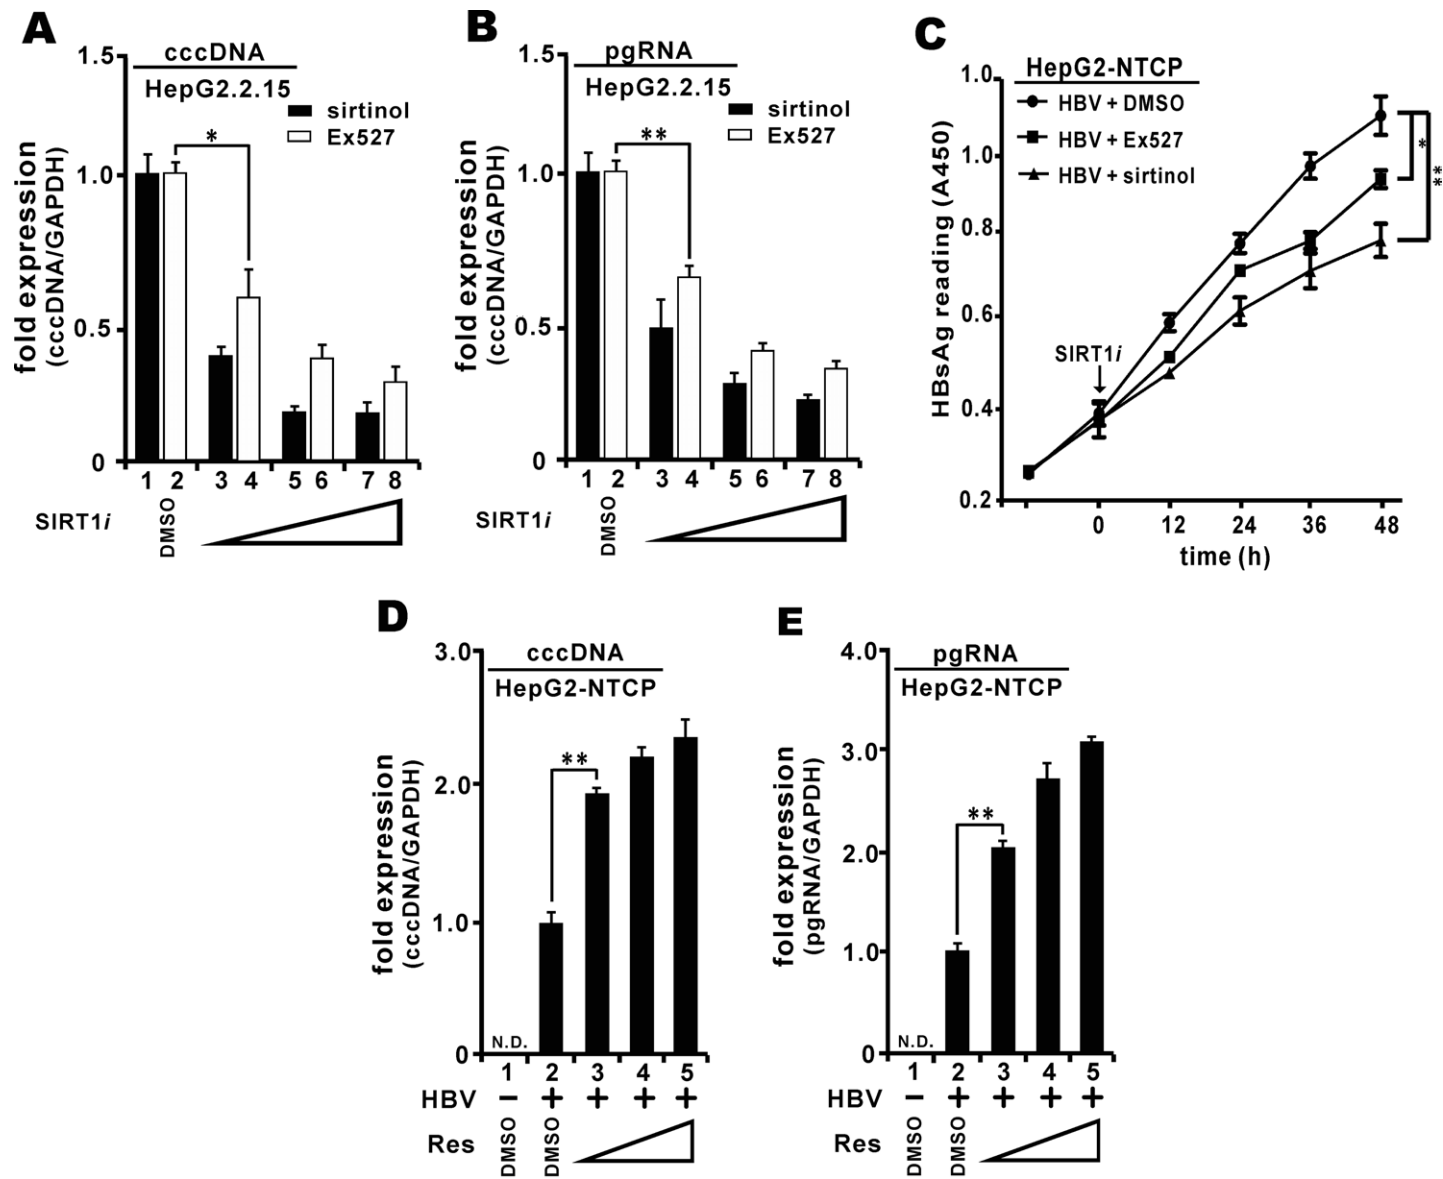 A
cccDNA
HepG2.2.15
sirtinol
Ex527
*
fold expression
(cccDNA/GAPDH)
1.5
1.0
0.5
0
1 2 3 4 5 6 7 8
SIRT1i
DMSO
B
pgRNA
HepG2.2.15
sirtinol
Ex527
**
fold expression
(cccDNA/GAPDH)
1.5
1.0
0.5
0
1 2 3 4 5 6 7 8
SIRT1i
DMSO
C
HepG2-NTCP
HBV + DMSO
HBV + Ex527
HBV + sirtinol
*
**
HBsAg reading (A450)
1.0
1.0
0.8
0.6
0.4
0.2
SIRT1i
0 12 24 36 48
time (h)
D
cccDNA
HepG2-NTCP
**
fold expression
(cccDNA/GAPDH)
3.0
2.0
1.0
0
N.D.
1 2 3 4 5
HBV − + + + +
Res DMSO DMSO
E
pgRNA
HepG2-NTCP
**
fold expression
(pgRNA/GAPDH)
4.0
3.0
2.0
1.0
0
N.D.
1 2 3 4 5
HBV − + + + +
Res DMSO DMSO